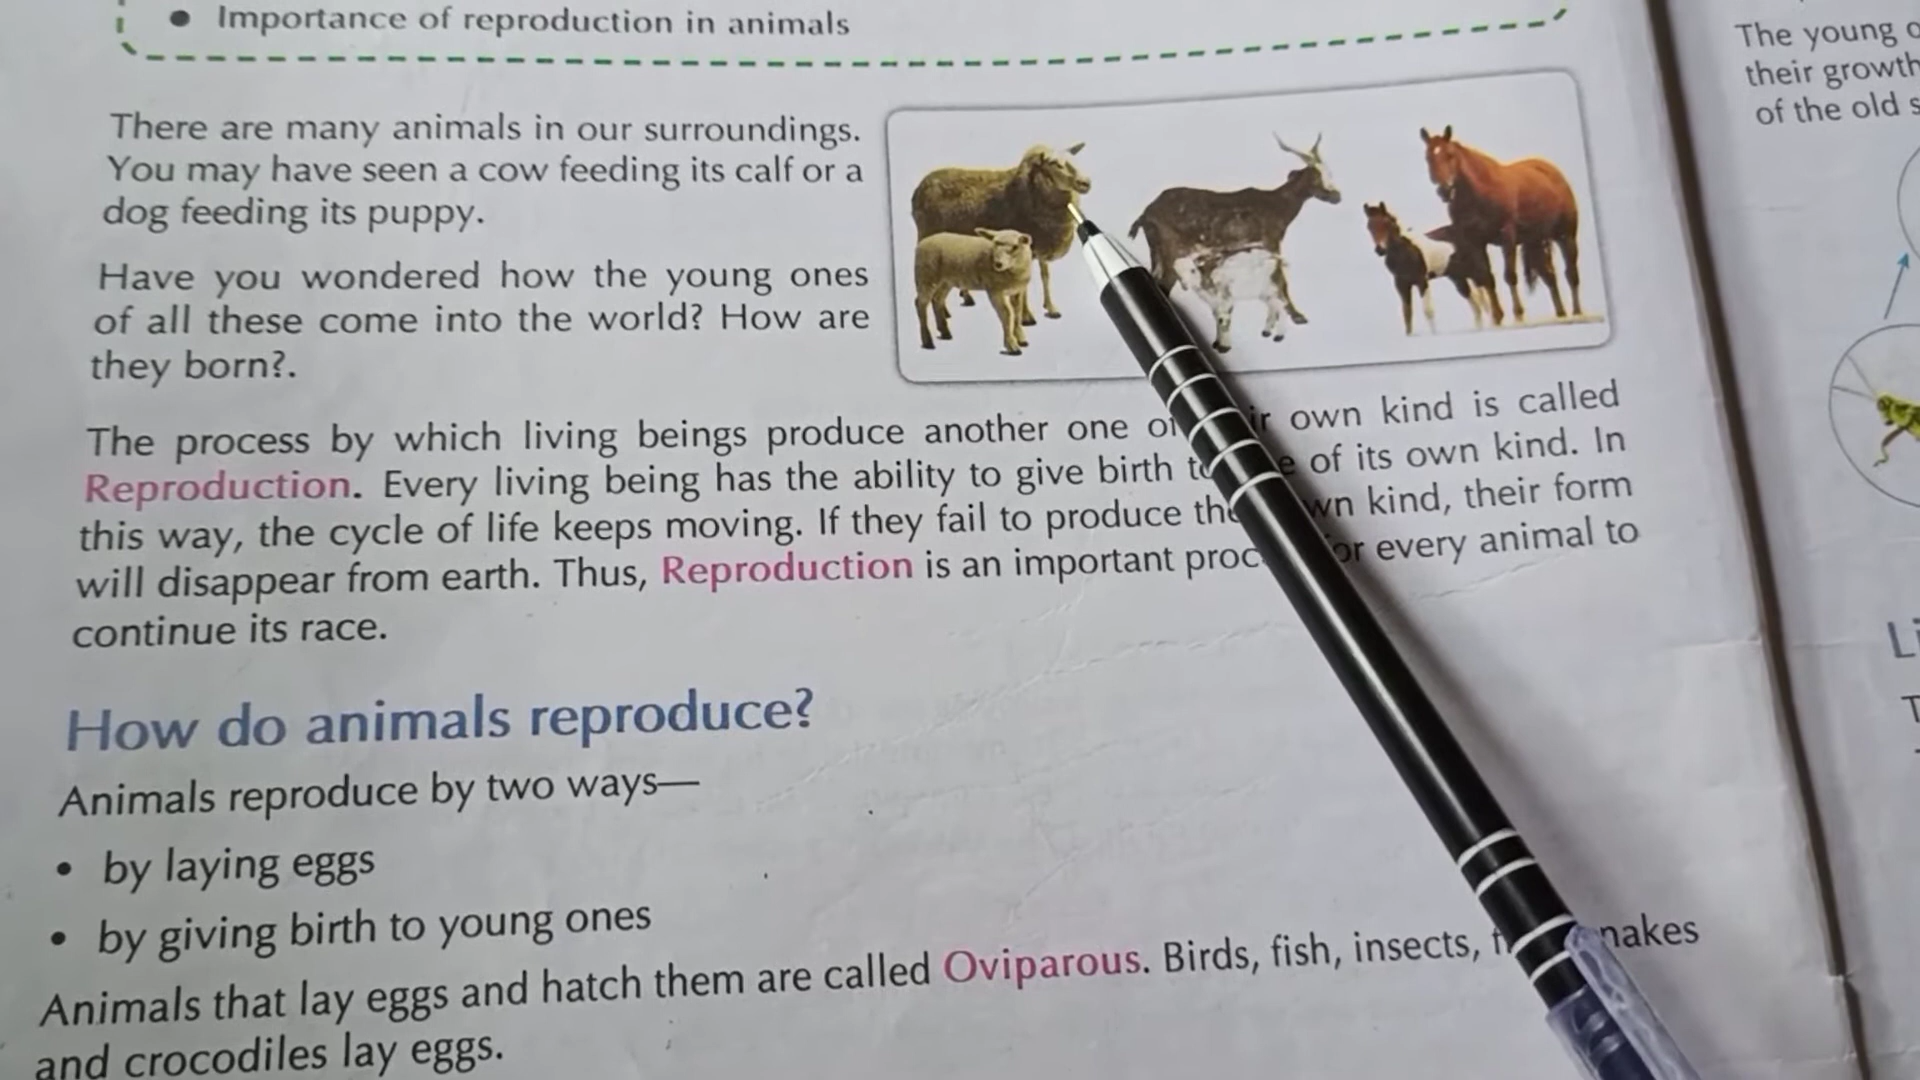 Importance of reproduction in animals
There are many animals in our surroundings.
You may have seen a cow feeding its calf or a
dog feeding its puppy.
Have you wondered how the young ones
of all these come into the world? How are
they born?.
The process by which living beings produce another one own kind is called
Reproduction. Every living being has the ability to give birth of its own kind. In
this way, the cycle of life keeps moving. If they fail to produce kind, their form
will disappear from earth. Thus, Reproduction is an important every animal to
continue its race.
How do animals reproduce?
Animals reproduce by two ways—
• by laying eggs
• by giving birth to young ones
Animals that lay eggs and hatch them are called Oviparous. Birds, fish, insects,
and crocodiles lay eggs.
The young
their growth
of the old